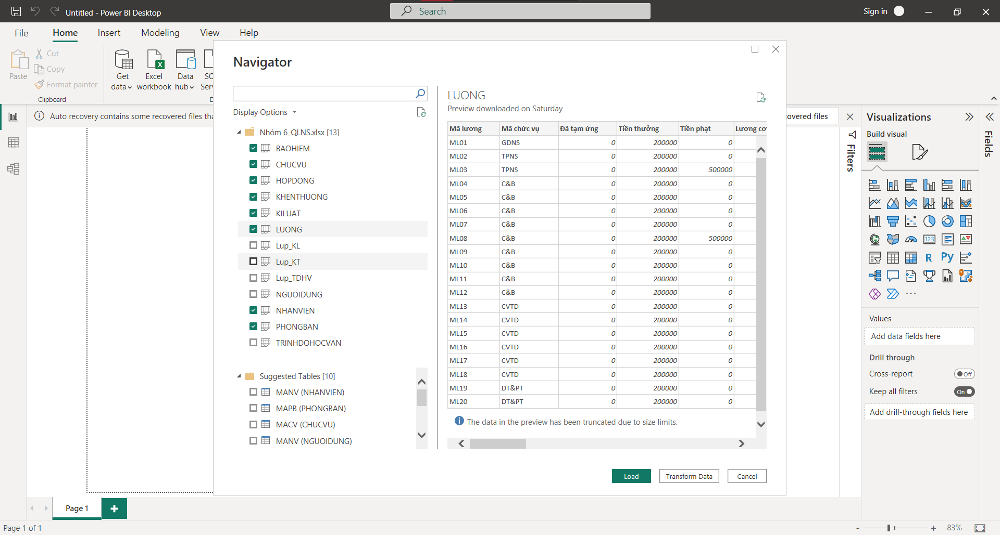 Untitled - Power BI Desktop
Search
Sign in
File
Home
Insert
Modeling
View
Help
Paste
Cut
Copy
Format painter
Clipboard
Get data
Excel workbook
Data hub
Auto recovery contains some recovered files
overed files
Navigator
Display Options
Nhóm 6_QLNS.xlsx [13]
BAOHIEM
CHUCVU
HOPDONG
KHENTHUONG
KILUAT
LUONG
Lup_KL
Lup_KT
Lup_TDHV
NGUOIDUNG
NHANVIEN
PHONGBAN
TRINHDOHOCVAN
Suggested Tables [10]
MANV (NHANVIEN)
MAPB (PHONGBAN)
MACV (CHUCVU)
MANV (NGUOIDUNG)
LUONG
Preview downloaded on Saturday
Mã lương Mã chức vụ Đã tạm ứng Tiền thưởng Tiền phạt Lương cơ
ML01 GDNS 0 200000 0
ML02 TPNS 0 200000 0
ML03 TPNS 0 200000 500000
ML04 C&B 0 200000 0
ML05 C&B 0 200000 0
ML06 C&B 0 200000 0
ML07 C&B 0 200000 0
ML08 C&B 0 200000 500000
ML09 C&B 0 200000 0
ML10 C&B 0 200000 0
ML11 C&B 0 200000 0
ML12 C&B 0 200000 0
ML13 CVTD 0 200000 0
ML14 CVTD 0 200000 0
ML15 CVTD 0 200000 0
ML16 CVTD 0 200000 0
ML17 CVTD 0 200000 0
ML18 CVTD 0 200000 0
ML19 DT&PT 0 200000 0
ML20 DT&PT 0 200000 0
The data in the preview has been truncated due to size limits.
Load
Transform Data
Cancel
Filters
Visualizations
Build visual
123
R
Py
Values
Add data fields here
Drill through
Cross-report
Off
Keep all filters
On
Add drill-through fields here
Fields
Page 1
Page 1 of 1
83%